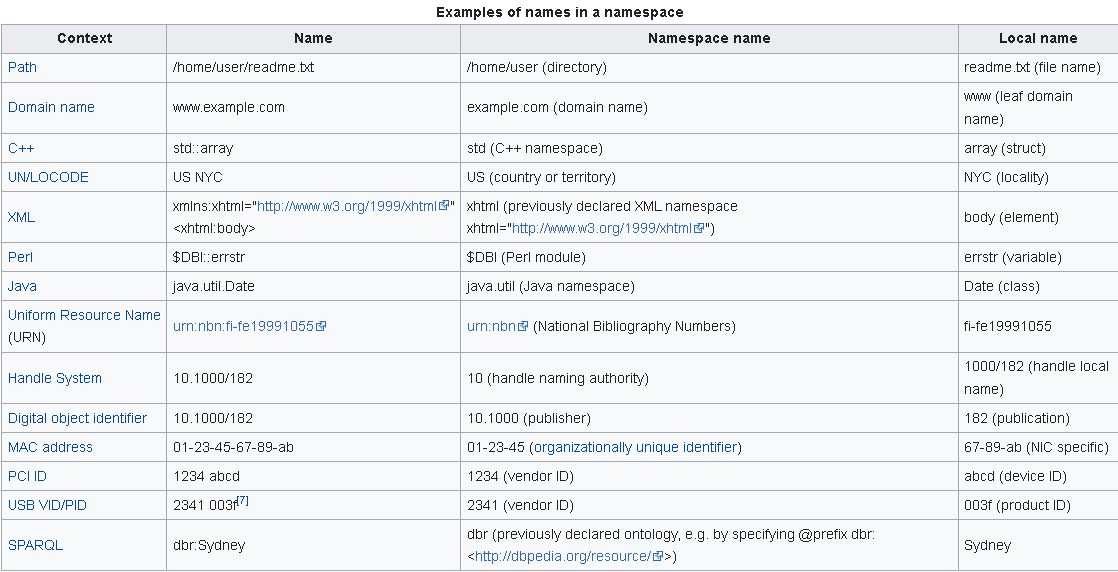 Examples of names in a namespace
Context Name Namespace name Local name
Path /home/user/readme.txt /home/user (directory) readme.txt (file name)
Domain name www.example.com example.com (domain name) www (leaf domain
name)
C++ std::array std (C++ namespace) array (struct)
UN/LOCODE US NYC US (country or territory) NYC (locality)
XML xmlns:xhtml="http://www.w3.org/1999/xhtml"
<xhtml:body> xhtml (previously declared XML namespace
xhtml="http://www.w3.org/1999/xhtml") body (element)
Perl $DBI::errstr $DBI (Perl module) errstr (variable)
Java java.util.Date java.util (Java namespace) Date (class)
Uniform Resource Name
(URN) urn:nbn:fi-fe19991055 urn:nbn (National Bibliography Numbers) fi-fe19991055
Handle System 10.1000/182 10 (handle naming authority) 1000/182 (handle local
name)
Digital object identifier 10.1000/182 10.1000 (publisher) 182 (publication)
MAC address 01-23-45-67-89-ab 01-23-45 (organizationally unique identifier) 67-89-ab (NIC specific)
PCI ID 1234 abcd 1234 (vendor ID) abcd (device ID)
USB VID/PID 2341 003f[7] 2341 (vendor ID) 003f (product ID)
SPARQL dbr:Sydney dbr (previously declared ontology, e.g. by specifying @prefix dbr:
<http://dbpedia.org/resource/>) Sydney